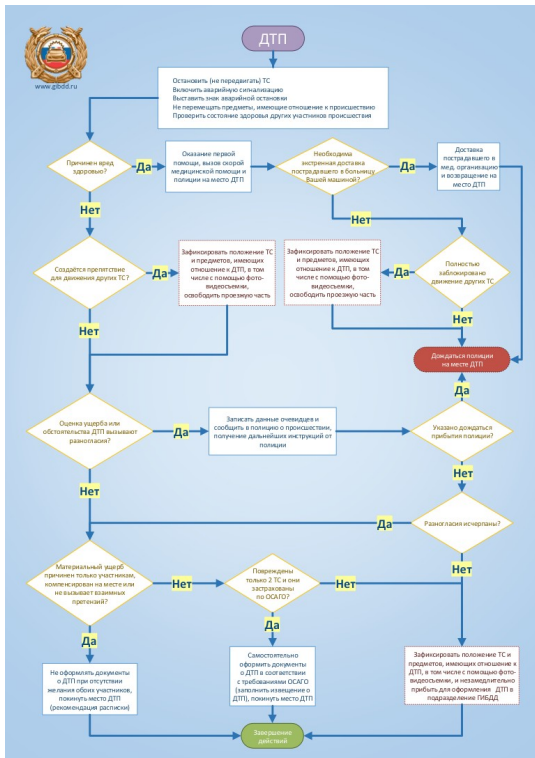 ДТП
www.gibdd.ru
Остановить (не передвигать) ТС
Включить аварийную сигнализацию
Выставить знак аварийной остановки
Не перемещать предметы, имеющие отношение к происшествию
Проверить состояние здоровья других участников происшествия
Причинен вред
здоровью?
Да
Оказание первой
помощи, вызов скорой
медицинской помощи и
полиции на место ДТП
Необходима
экстренная доставка
пострадавшего в больницу
Вашей машиной?
Да
Доставка
пострадавшего в
мед. организацию
и возвращение на
место ДТП
Нет
Нет
Создаётся препятствие
для движения других ТС?
Да
Зафиксировать положение ТС
и предметов, имеющих
отношение к ДТП, в том
числе с помощью фото-
видеосъемки,
освободить проезжую часть
Зафиксировать положение ТС
и предметов, имеющих
отношение к ДТП, в том
числе с помощью фото-
видеосъемки,
освободить проезжую часть
Да
Полностью
заблокировано
движение других ТС
Нет
Нет
Дождаться полиции
на месте ДТП
Да
Оценка ущерба или
обстоятельства ДТП вызывают
разногласия?
Да
Записать данные очевидцев и
сообщить в полицию о происшествии,
получение дальнейших инструкций от
полиции
Указано дождаться
прибытия полиции?
Нет
Нет
Да
Разногласия исчерпаны?
Нет
Материальный ущерб
причинен только участникам,
компенсирован на месте или
не вызывает взаимных
претензий?
Нет
Повреждены
только 2 ТС и они
застрахованы
по ОСАГО?
Нет
Да
Да
Не оформлять документы
о ДТП при отсутствии
желания обоих участников,
покинуть место ДТП
(рекомендация расписки)
Самостоятельно
оформить документы
о ДТП в соответствии
с требованиями ОСАГО
(заполнить извещение о
ДТП), покинуть место ДТП
Зафиксировать положение ТС и
предметов, имеющих отношение к
ДТП, в том числе с помощью фото-
видеосъемки, и незамедлительно
прибыть для оформления ДТП в
подразделение ГИБДД
Завершение
действий